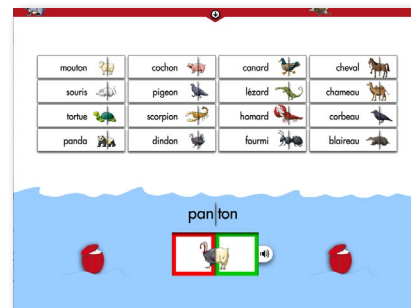 mouton cochon canard cheval
souris pigeon lézard chameau
tortue scorpion homard corbeau
panda dindon fourmi blaireau
pan|ton